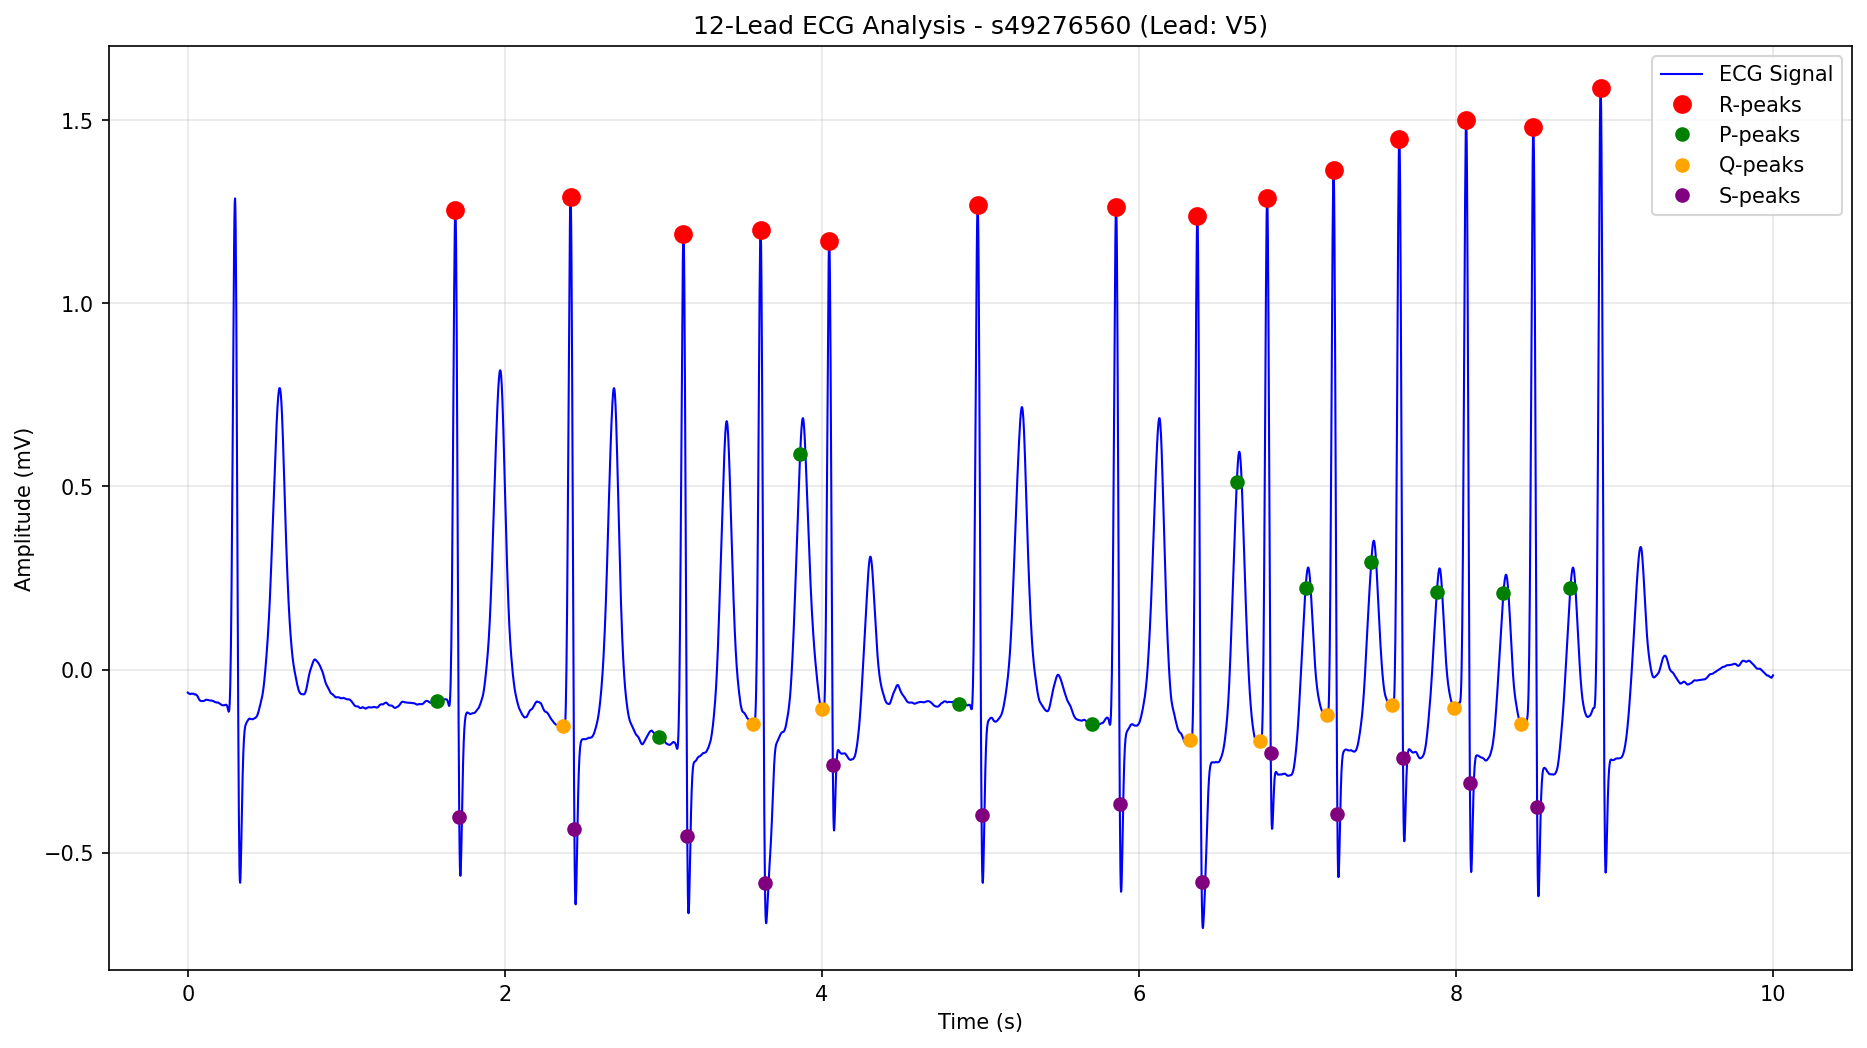 12-Lead ECG Analysis - s49276560 (Lead: V5)
ECG Signal
R-peaks
P-peaks
Q-peaks
S-peaks
Amplitude (mV)
1.5
1.0
0.5
0.0
−0.5
0 2 4 6 8 10
Time (s)